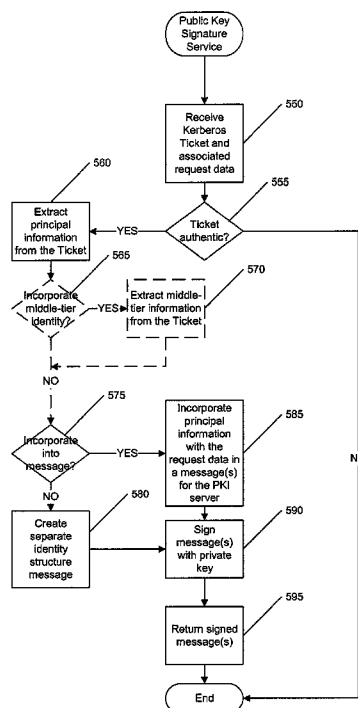 Public Key
Signature
Service
550
Receive
Kerberos
Ticket and
associated
request data
555
560
Ticket
authentic?
YES
Extract
principal
information
from the Ticket
565
570
Incorporate
middle-tier
identity?
YES
Extract middle-
tier information
from the Ticket
NO
575
585
Incorporate
into
message?
YES
Incorporate
principal
information
with the
request data in
a message(s)
for the PKI
server
N
NO
580
590
Create
separate
identity
structure
message
Sign
message(s)
with private
key
595
Return signed
message(s)
End